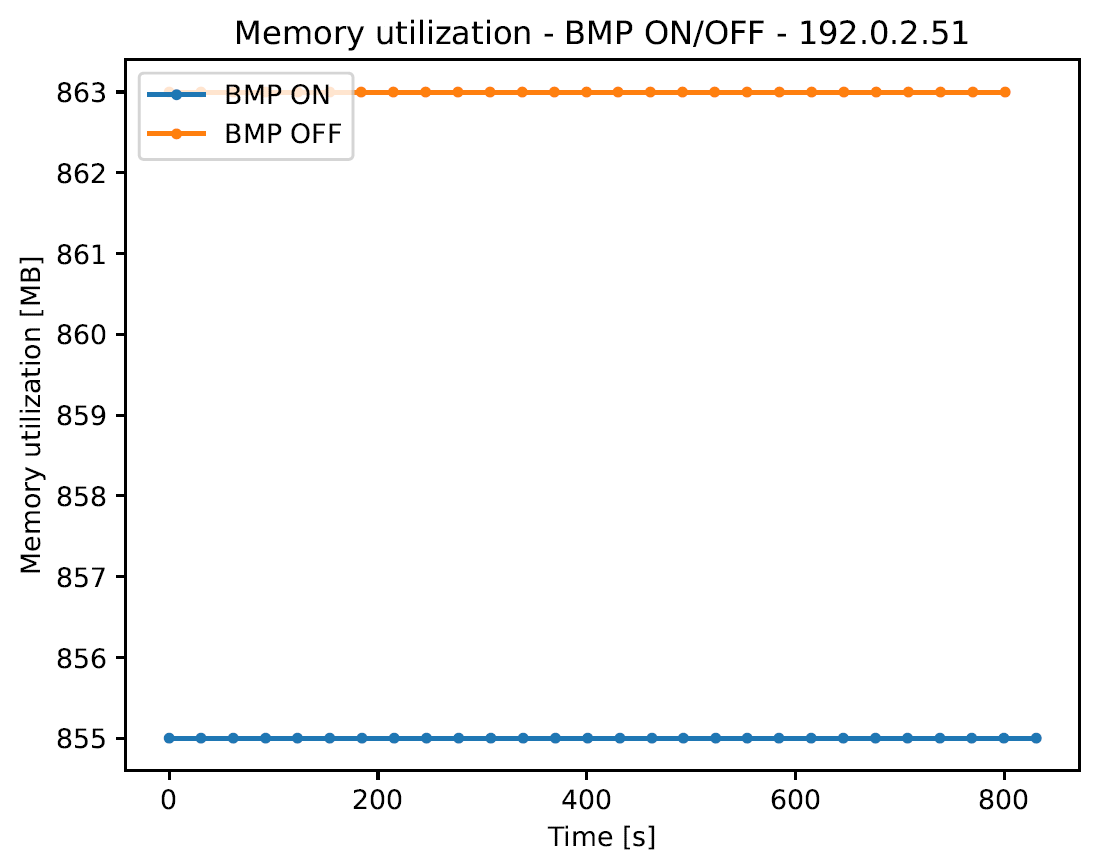 Memory utilization - BMP ON/OFF - 192.0.2.51
Memory utilization [MB]
863
862
861
860
859
858
857
856
855
BMP ON
BMP OFF
0
200
400
600
800
Time [s]